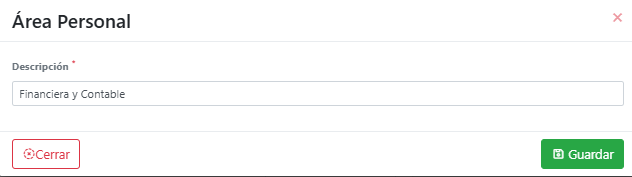 Área Personal
Descripción *
Financiera y Contable
Cerrar
Guardar